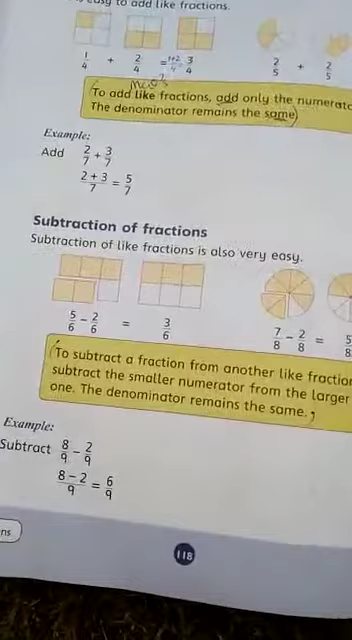 easy to add like fractions.
1/4 + 2/4 = 1+2/4 = 3/4
2/5 + 2/5
To add like fractions, add only the
The denominator remains the same
Example:
Add 2/7 + 3/7
2 + 3/7 = 5/7
Subtraction of fractions
Subtraction of like fractions is also very easy.
5/6 - 2/6 = 3/6
7/8 - 2/8 = 5/8
To subtract a fraction from another like
subtract the smaller numerator from the larger
one. The denominator remains the same.
Example:
Subtract 8/9 - 2/9
8 - 2/9 = 6/9
118